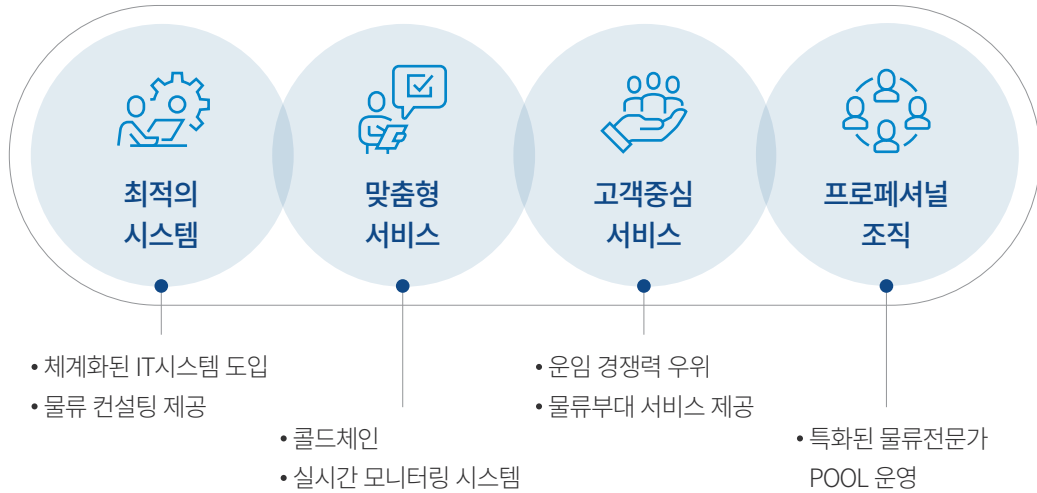 최적의
시스템
맞춤형
서비스
고객중심
서비스
프로페셔널
조직
• 체계화된 IT시스템 도입
• 물류 컨설팅 제공
• 콜드체인
• 실시간 모니터링 시스템
• 운임 경쟁력 우위
• 물류부대 서비스 제공
• 특화된 물류전문가
POOL 운영